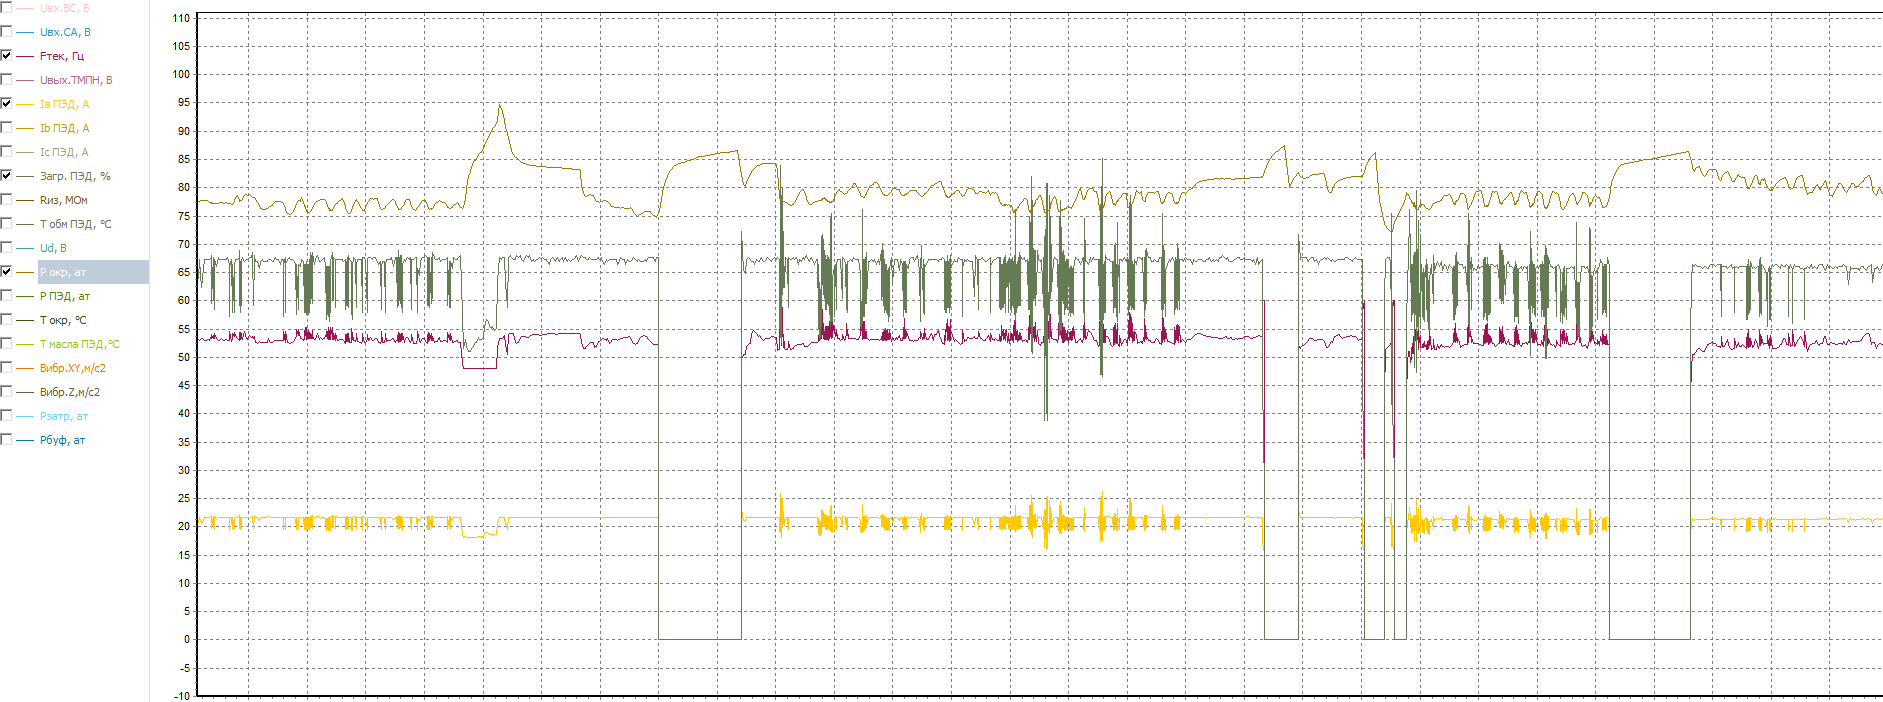 Uвх.ВС, В
Uвх.СА, В
Fтек, Гц
Uвых.ТМПН, В
Ia ПЭД, А
Ib ПЭД, А
Ic ПЭД, А
Загр. ПЭД, %
Rиз, МОм
Т обм ПЭД, °С
Ud, В
Р окр, ат
Р ПЭД, ат
Т окр, °С
Т масла ПЭД,°С
Вибр.XY,м/с2
Вибр.Z,м/с2
Рзатр, ат
Рбуф, ат
110
105
100
95
90
85
80
75
70
65
60
55
50
45
40
35
30
25
20
15
10
5
0
-5
-10